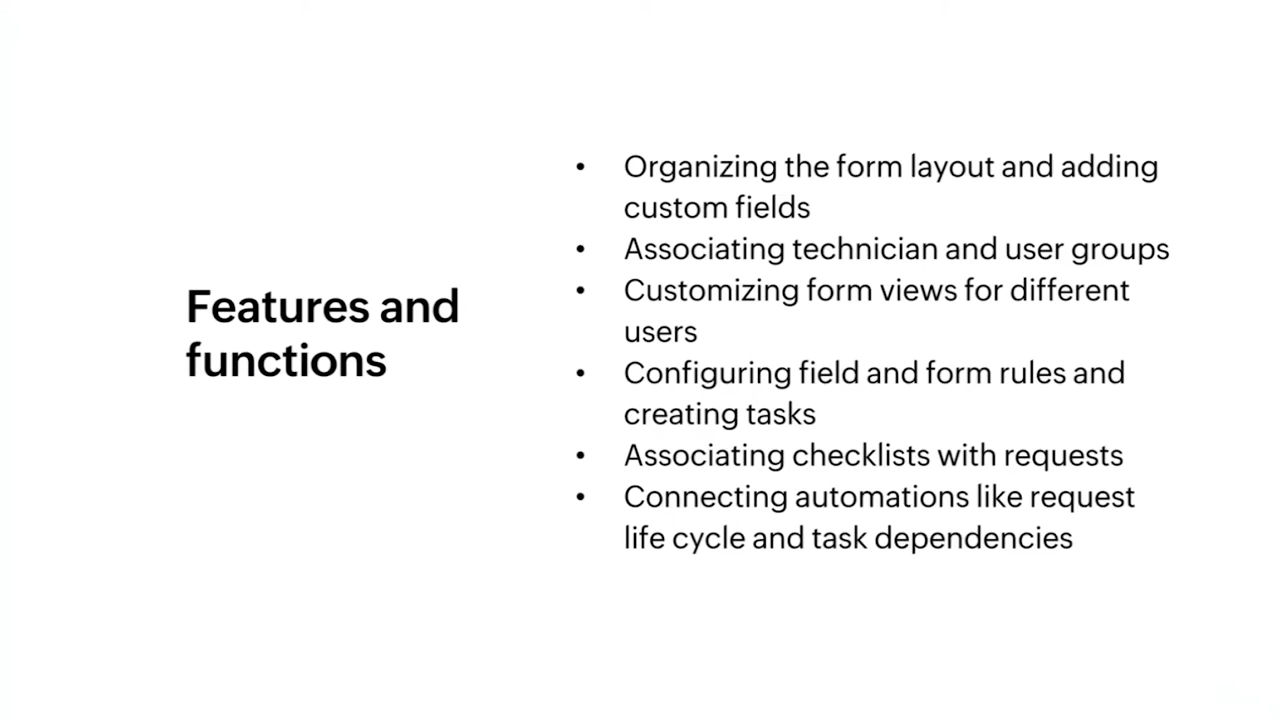 Features and
functions
• Organizing the form layout and adding
custom fields
• Associating technician and user groups
• Customizing form views for different
users
• Configuring field and form rules and
creating tasks
• Associating checklists with requests
• Connecting automations like request
life cycle and task dependencies